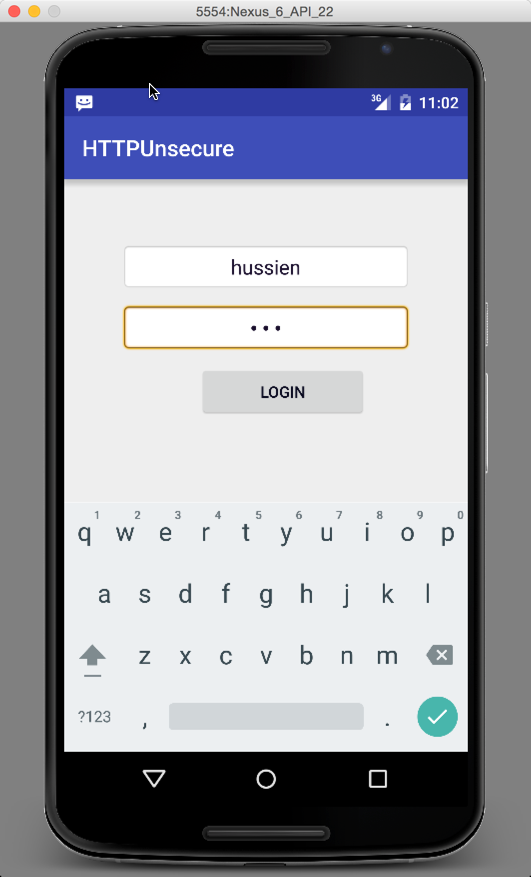 5554:Nexus_6_API_22
3G 11:02
HTTPUnsecure
hussien
•••
LOGIN
1 2 3 4 5 6 7 8 9 0
q w e r t y u i o p
a s d f g h j k l
z x c v b n m
?123 , .